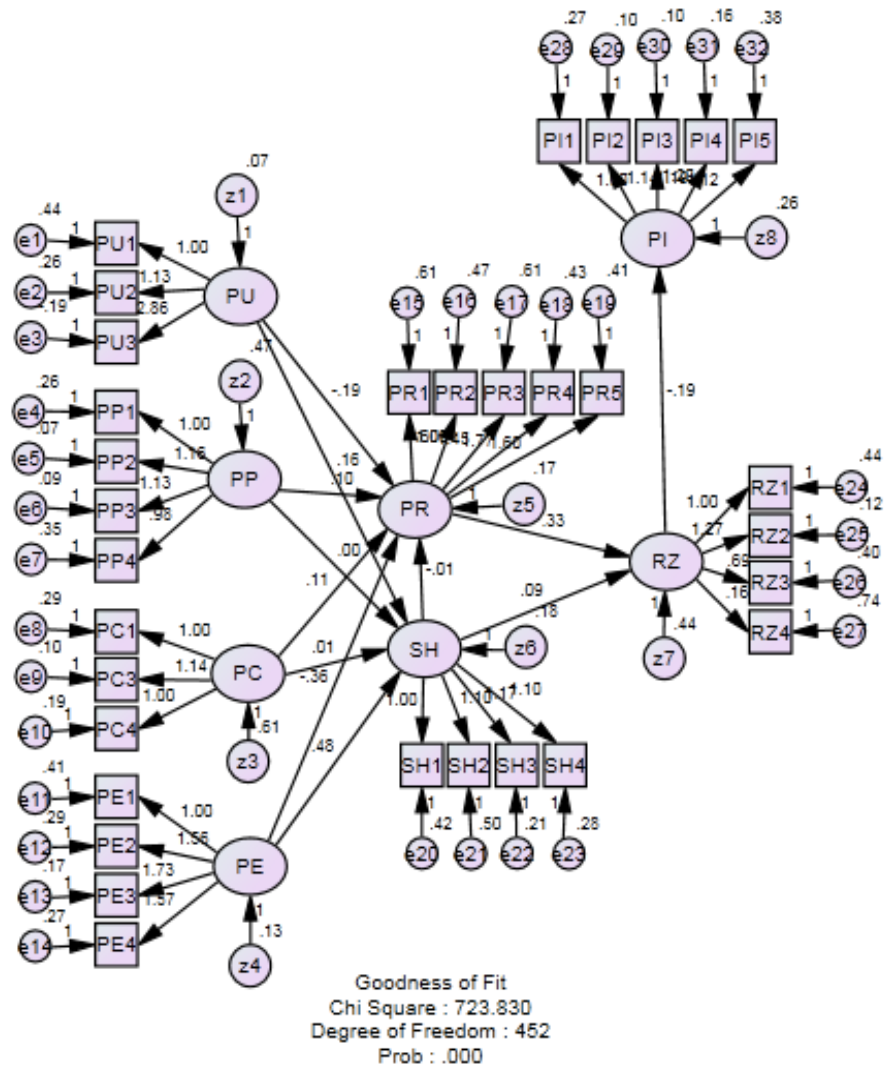 .27 .10 .10 .16 .38
e28 e29 e30 e31 e32
1 1 1 1 1
PI1 PI2 PI3 PI4 PI5
1.14 .12
PI 1 z8 .26
.07
z1
1
.44
e1 1 PU1 1.00
.26
e2 1 PU2 1.13
-.19
e3 1 PU3 2.86
PU
.47
z2
1
.26
e4 1 PP1 1.00
.07
e5 1 PP2 1.16
.09
e6 1 PP3 1.13
.35
e7 1 PP4 .98
PP
.29
e8 1 PC1 1.00
.10
e9 1 PC3 1.14
.19
e10 1 PC4 1.00
PC
1 .61
z3
.41
e11 1 PE1 1.00
.29
e12 1 PE2 1.56
.17
e13 1 PE3 1.73
.27
e14 1 PE4 1.57
PE
1 .13
z4
-.19
.16
.10
.00
.11
.01
-.36
.48
-.01
.61 .47 .61 .43 .41
e15 e16 e17 e18 e19
1 1 1 1 1
PR1 PR2 PR3 PR4 PR5
1.60
.17
PR 1 z5
.33
.09
.18
SH 1 z6
1.00 1.10 1.17 1.10
SH1 SH2 SH3 SH4
1 1 1 1
.42 .50 .21 .28
e20 e21 e22 e23
-.19
RZ
1 .44
z7
1.00 RZ1 1 e24 .44
1.27 RZ2 1 e25 .12
.69 RZ3 1 e26 .40
.16 RZ4 1 e27 .74
Goodness of Fit
Chi Square : 723.830
Degree of Freedom : 452
Prob : .000